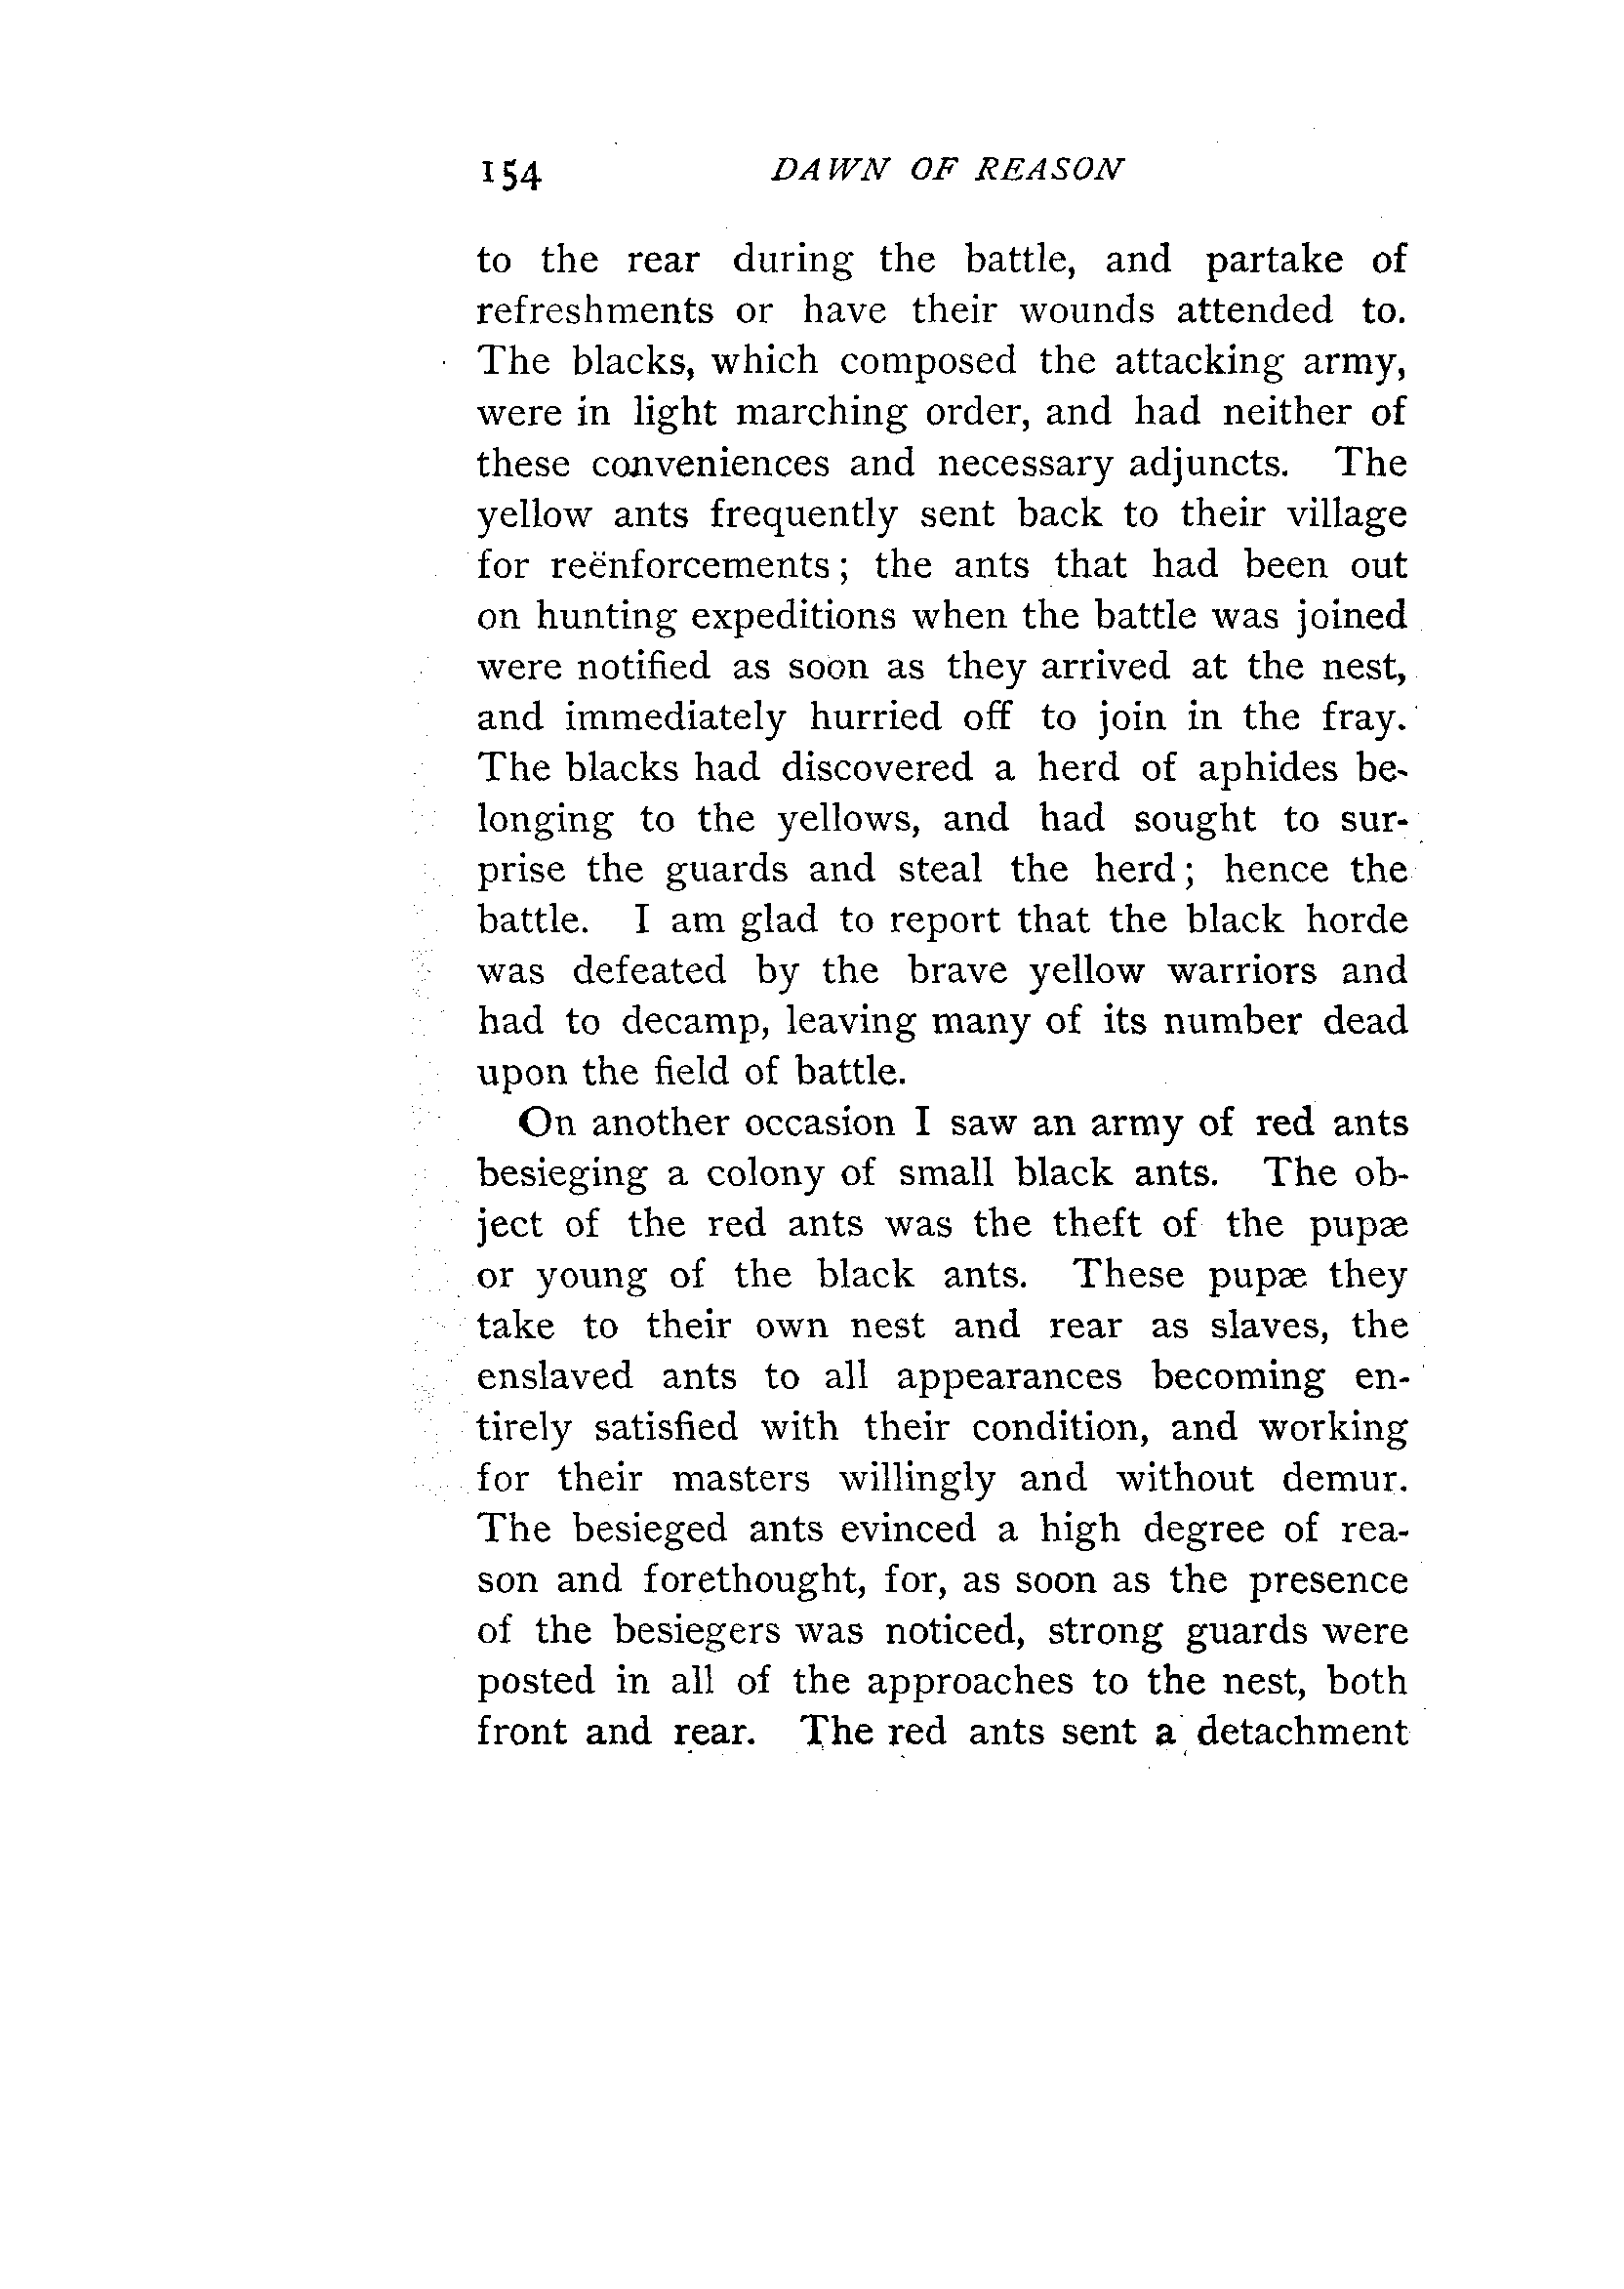 154 DAWN OF REASON
to the rear during the battle, and partake of
refreshments or have their wounds attended to.
The blacks, which composed the attacking army,
were in light marching order, and had neither of
these conveniences and necessary adjuncts. The
yellow ants frequently sent back to their village
for reënforcements; the ants that had been out
on hunting expeditions when the battle was joined
were notified as soon as they arrived at the nest,
and immediately hurried off to join in the fray.
The blacks had discovered a herd of aphides be-
longing to the yellows, and had sought to sur-
prise the guards and steal the herd; hence the
battle. I am glad to report that the black horde
was defeated by the brave yellow warriors and
had to decamp, leaving many of its number dead
upon the field of battle.
On another occasion I saw an army of red ants
besieging a colony of small black ants. The ob-
ject of the red ants was the theft of the pupæ
or young of the black ants. These pupæ they
take to their own nest and rear as slaves, the
enslaved ants to all appearances becoming en-
tirely satisfied with their condition, and working
for their masters willingly and without demur.
The besieged ants evinced a high degree of rea-
son and forethought, for, as soon as the presence
of the besiegers was noticed, strong guards were
posted in all of the approaches to the nest, both
front and rear. The red ants sent a detachment